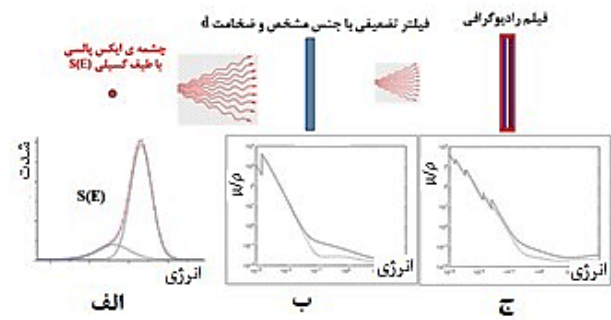 فیلم رادیوگرافی
فیلتر تضعیفی با جنس مشخص و ضخامت d
چشمه ی ایکس پالسی
با طیف گسیلی S(E)
شدت
S(E)
انرژی
الف
μ/ρ
انرژی
ب
μ/ρ
انرژی
ج